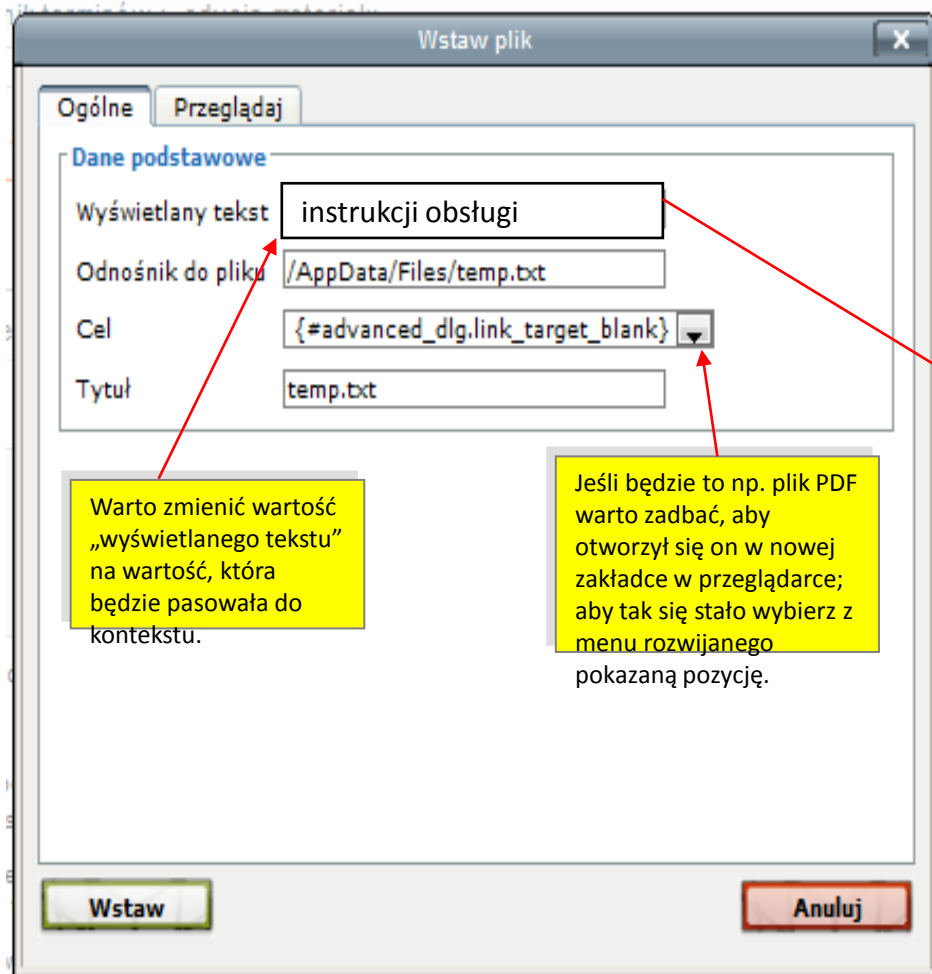 Wstaw plik
Ogólne Przeglądaj
Dane podstawowe
Wyświetlany tekst instrukcji obsługi
Odnośnik do pliku /AppData/Files/temp.txt
Cel {#advanced_dlg.link_target_blank}
Tytuł temp.txt
Warto zmienić wartość
„wyświetlanego tekstu”
na wartość, która
będzie pasowała do
kontekstu.
Jeśli będzie to np. plik PDF
warto zadbać, aby
otworzył się on w nowej
zakładce w przeglądarce;
aby tak się stało wybierz z
menu rozwijanego
pokazaną pozycję.
Wstaw Anuluj